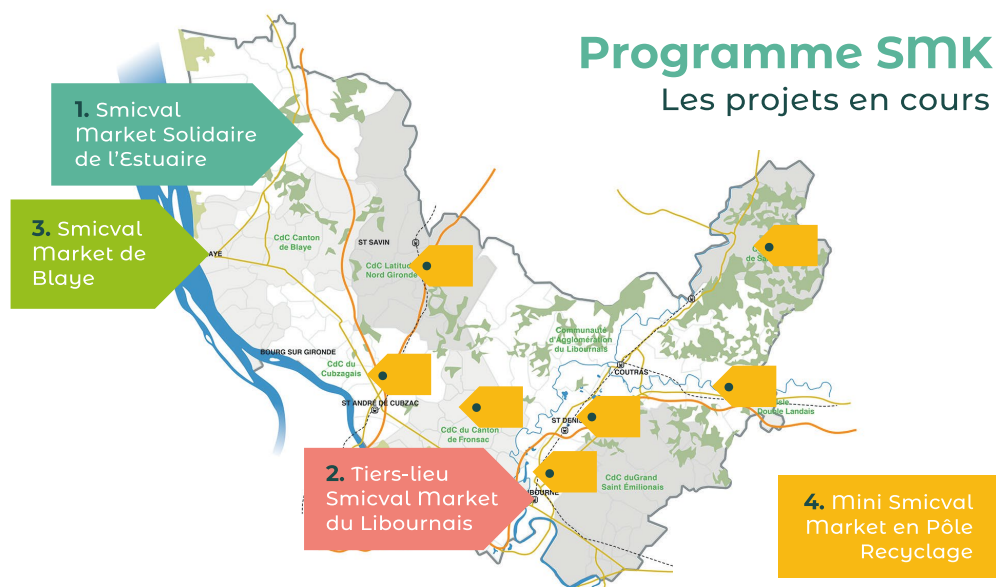 Programme SMK
Les projets en cours
1. Smicval
Market Solidaire
de l'Estuaire
3. Smicval
Market de
Blaye
CdC Canton
de Blaye
ST SAVIN
CdC Latitud
Nord Gironde
BOURG SUR GIRONDE
CdC du
Cubzagais
ST ANDRÉ DE CUBZAC
CdC du Canton
de Fronsac
Communauté
d'Agglomération
du Libournais
COUTRAS
ST DENIS
Double Landais
CdC duGrand
Saint Émilionais
2. Tiers-lieu
Smicval Market
du Libournais
4. Mini Smicval
Market en Pôle
Recyclage